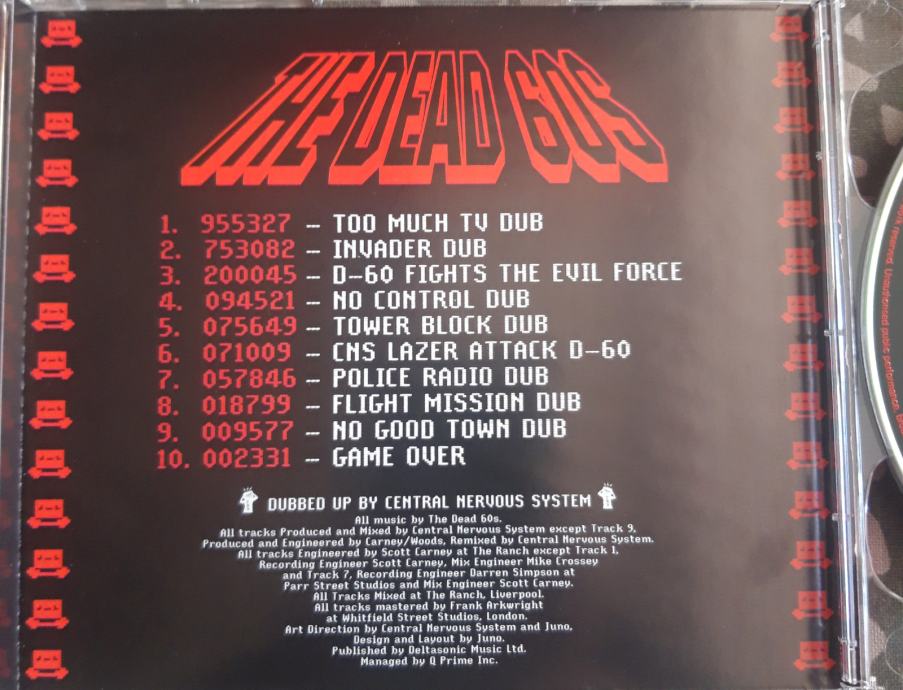 THE DEAD 60S
1. 955327 – TOO MUCH TV DUB
2. 753082 – INVADER DUB
3. 200045 – D-60 FIGHTS THE EVIL FORCE
4. 094521 – NO CONTROL DUB
5. 075649 – TOWER BLOCK DUB
6. 071009 – CNS LAZER ATTACK D-60
7. 057846 – POLICE RADIO DUB
8. 018799 – FLIGHT MISSION DUB
9. 009577 – NO GOOD TOWN DUB
10. 002331 – GAME OVER
DUBBED UP BY CENTRAL NERVOUS SYSTEM
All music by The Dead 60s.
All tracks Produced and Mixed by Central Nervous System except Track 9,
Produced and Engineered by Carney/Woods, Remixed by Central Nervous System.
All tracks Engineered by Scott Carney at The Ranch except Track 1,
Recording Engineer Scott Carney, Mix Engineer Mike Crossey
and Track 7, Recording Engineer Darren Simpson at
Parr Street Studios and Mix Engineer Scott Carney.
All Tracks Mixed at The Ranch, Liverpool.
All tracks mastered by Frank Arkwright
at Whitfield Street Studios, London.
Art Direction by Central Nervous System and Juno,
Design and Layout by Juno.
Published by Deltasonic Music Ltd.
Managed by Q Prime Inc.
reserved. Unauthorised public performance,